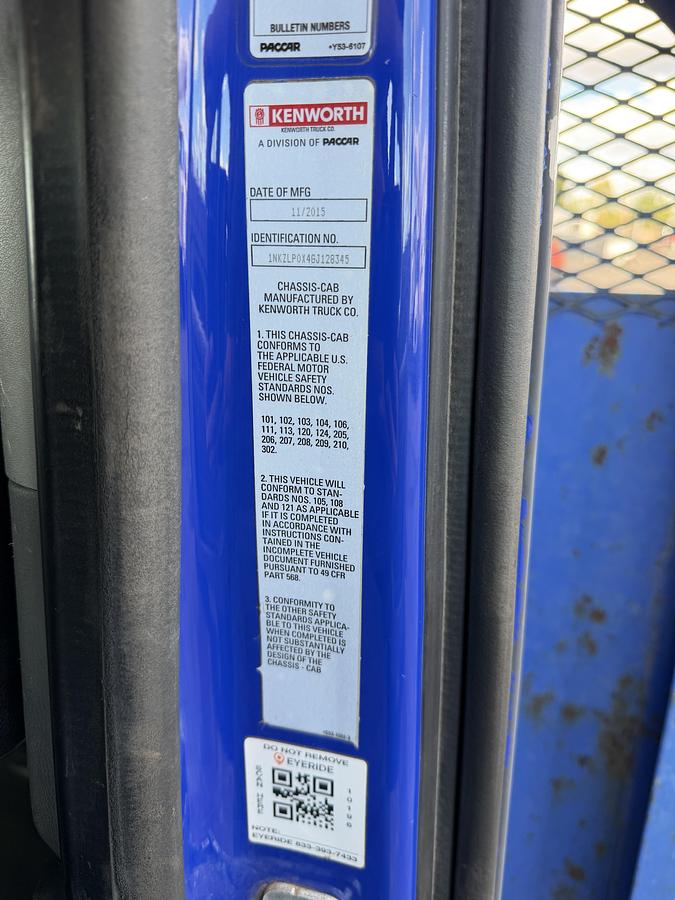 BULLETIN NUMBERS
PACCAR +Y53-6107
KENWORTH
KENWORTH TRUCK CO.
A DIVISION OF PACCAR
DATE OF MFG
11/2015
IDENTIFICATION NO.
1NKZLP0X4GJ128345
CHASSIS-CAB
MANUFACTURED BY
KENWORTH TRUCK CO.
1. THIS CHASSIS-CAB
CONFORMS TO
THE APPLICABLE U.S.
FEDERAL MOTOR
VEHICLE SAFETY
STANDARDS NOS.
SHOWN BELOW.
101, 102, 103, 104, 106,
111, 113, 120, 124, 205,
206, 207, 208, 209, 210,
302.
2. THIS VEHICLE WILL
CONFORM TO STAN-
DARDS NOS. 105, 108
AND 121 AS APPLICABLE
IF IT IS COMPLETED
IN ACCORDANCE WITH
INSTRUCTIONS CON-
TAINED IN THE
INCOMPLETE VEHICLE
DOCUMENT FURNISHED
PURSUANT TO 49 CFR
PART 568.
3. CONFORMITY TO
THE OTHER SAFETY
STANDARDS APPLICA-
BLE TO THIS VEHICLE
WHEN COMPLETED IS
NOT SUBSTANTIALLY
AFFECTED BY THE
DESIGN OF THE
CHASSIS - CAB
DO NOT REMOVE
EYERIDE
SCAN HERE
10196
NOTE:
EYERIDE 833-393-7433